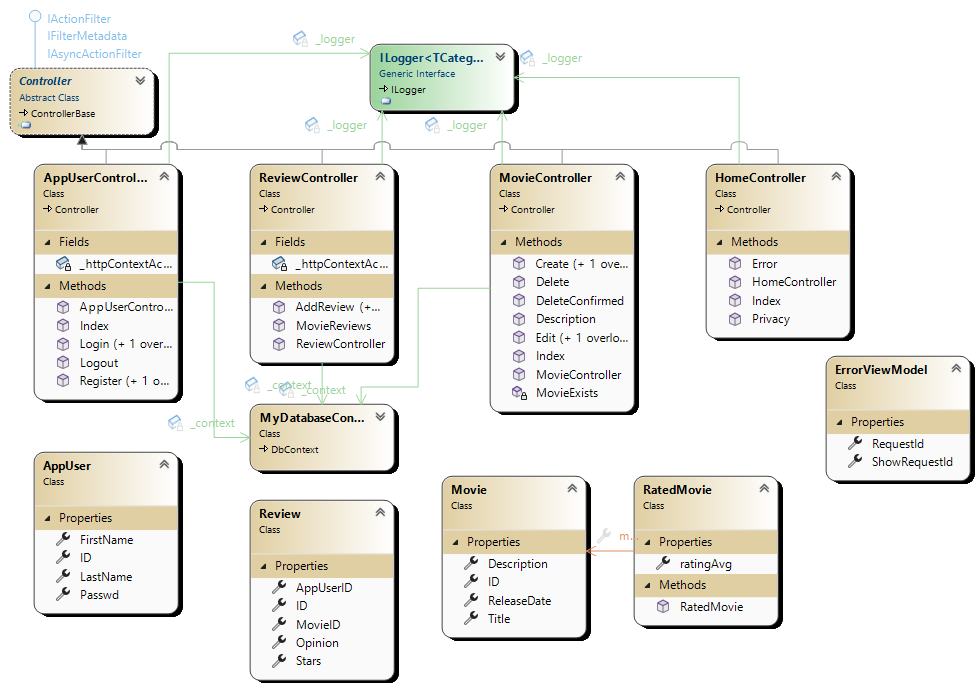 IActionFilter
IFilterMetadata
IAsyncActionFilter
Controller
Abstract Class
ControllerBase
_logger
ILogger<TCateg...
Generic Interface
ILogger
_logger
_logger
_logger
AppUserControl...
Class
Controller
Fields
_httpContextAc...
Methods
AppUserContro...
Index
Login (+ 1 over...
Logout
Register (+ 1 o...
ReviewController
Class
Controller
Fields
_httpContextAc...
Methods
AddReview (+...
MovieReviews
ReviewController
MovieController
Class
Controller
Methods
Create (+ 1 ove...
Delete
DeleteConfirmed
Description
Edit (+ 1 overlo...
Index
MovieController
MovieExists
HomeController
Class
Controller
Methods
Error
HomeController
Index
Privacy
_context
_context
_context
MyDatabaseCon...
Class
DbContext
ErrorViewModel
Class
Properties
RequestId
ShowRequestId
AppUser
Class
Properties
FirstName
ID
LastName
Passwd
Review
Class
Properties
AppUserID
ID
MovieID
Opinion
Stars
Movie
Class
Properties
Description
ID
ReleaseDate
Title
m...
RatedMovie
Class
Properties
ratingAvg
Methods
RatedMovie